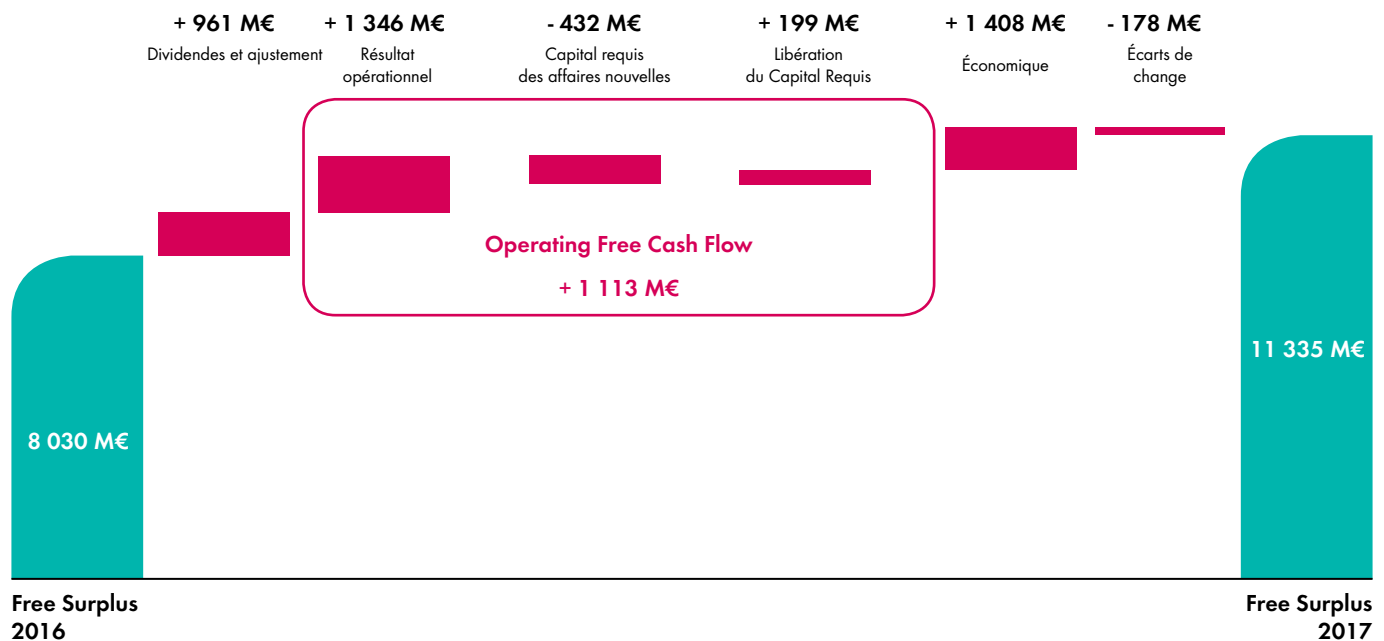 + 961 M€
Dividendes et ajustement
+ 1 346 M€
Résultat
opérationnel
- 432 M€
Capital requis
des affaires nouvelles
+ 199 M€
Libération
du Capital Requis
+ 1 408 M€
Économique
- 178 M€
Écarts de
change
Operating Free Cash Flow
+ 1 113 M€
8 030 M€
11 335 M€
Free Surplus
2016
Free Surplus
2017